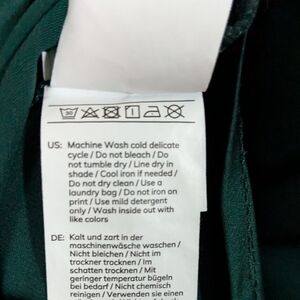 30
US: Machine Wash cold delicate
cycle / Do not bleach / Do
not tumble dry / Line dry in
shade / Cool iron if needed /
Do not dry clean / Use a
laundry bag / Do not iron on
print / Use mild detergent
only / Wash inside out with
like colors
DE: Kalt und zart in der
maschinenwäsche waschen /
Nicht bleichen / Nicht im
trockner trocknen / Im
schatten trocknen / Mit
geringer temperatur bügeln
bei bedarf / Nicht chemisch
reinigen / Verwenden sie einen